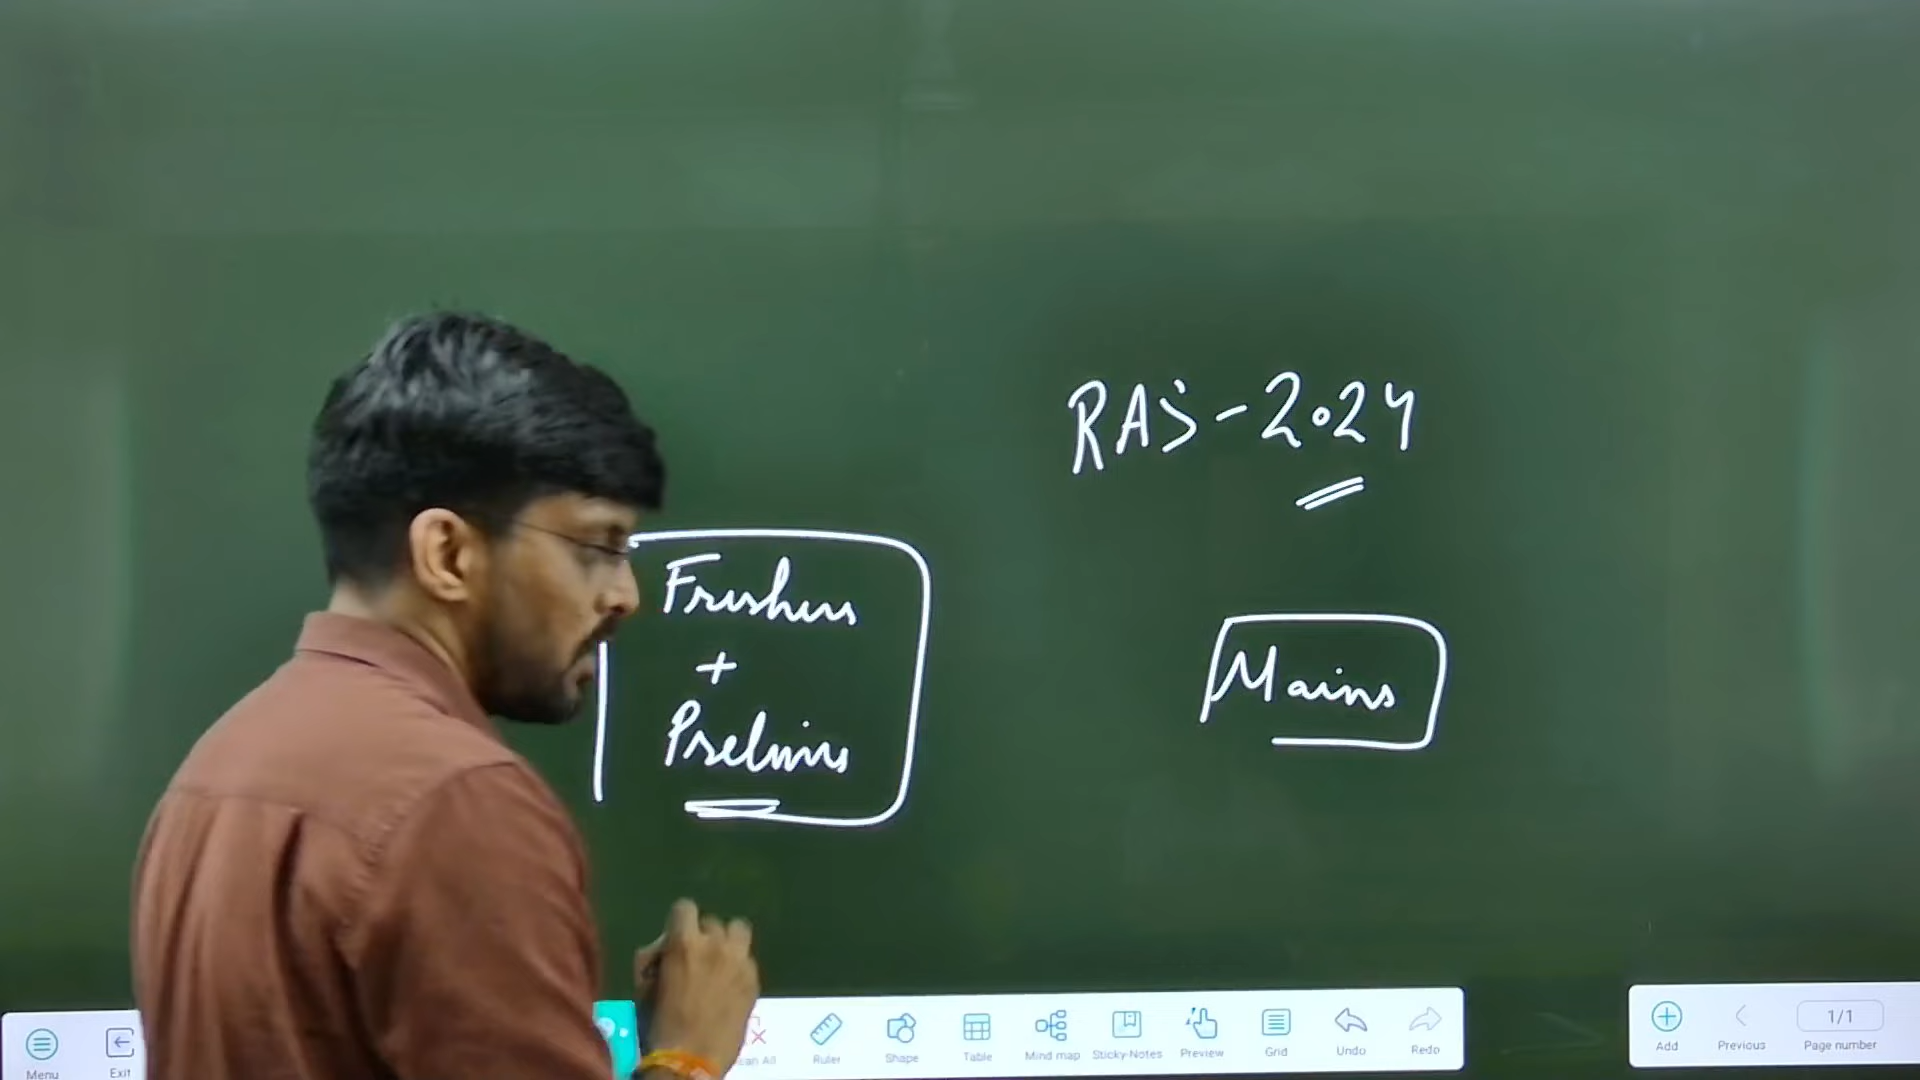 RAS-2024
Freshers
+
Prelims
Mains
Menu
Exit
Ruler
Shape
Table
Mind map
Sticky-Notes
Preview
Grid
Undo
Redo
Add
Previous
1/1
Page number